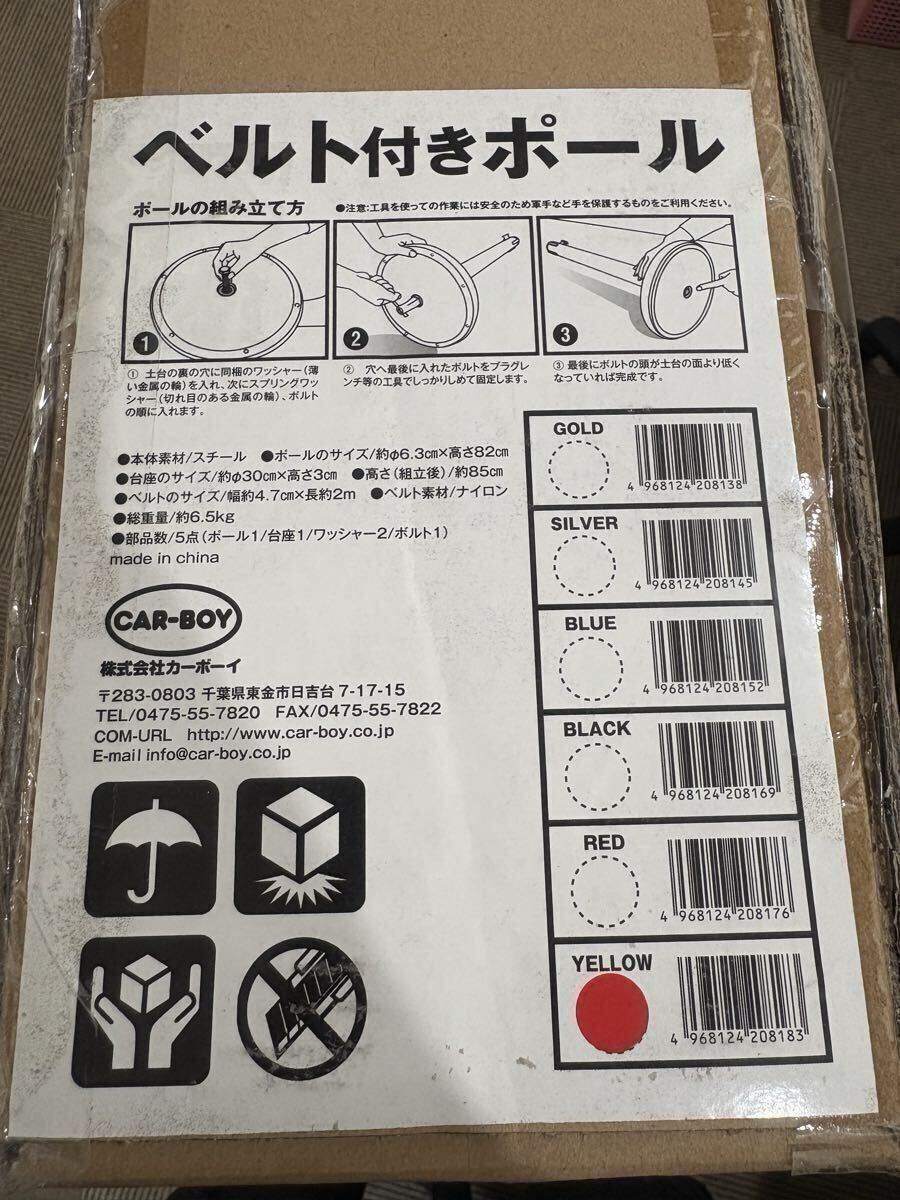 ベルト付きポール
ポールの組み立て方
●注意:工具を使っての作業には安全のため軍手など手を保護するものをご利用ください。
1
2
3
① 土台の裏の穴に同梱のワッシャー(薄
い金属の輪)を入れ、次にスプリングワッ
シャー(切れ目のある金属の輪)、ボルト
の順に入れます。
② 穴へ最後に入れたボルトをプラグレ
ンチ等の工具でしっかりしめて固定します。
③ 最後にボルトの頭が土台の面より低く
なっていれば完成です。
●本体素材/スチール ●ポールのサイズ/約φ6.3cm×高さ82cm
●台座のサイズ/約φ30cm×高さ3cm ●高さ(組立後)/約85cm
●ベルトのサイズ/幅約4.7cm×長約2m ●ベルト素材/ナイロン
●総重量/約6.5kg
●部品数/5点(ポール1/台座1/ワッシャー2/ボルト1)
made in china
CAR-BOY
株式会社カーボーイ
〒283-0803 千葉県東金市日吉台 7-17-15
TEL/0475-55-7820 FAX/0475-55-7822
COM-URL http://www.car-boy.co.jp
E-mail info@car-boy.co.jp
GOLD
4 968124 208138
SILVER
4 968124 208145
BLUE
4 968124 208152
BLACK
4 968124 208169
RED
4 968124 208176
YELLOW
4 968124 208183